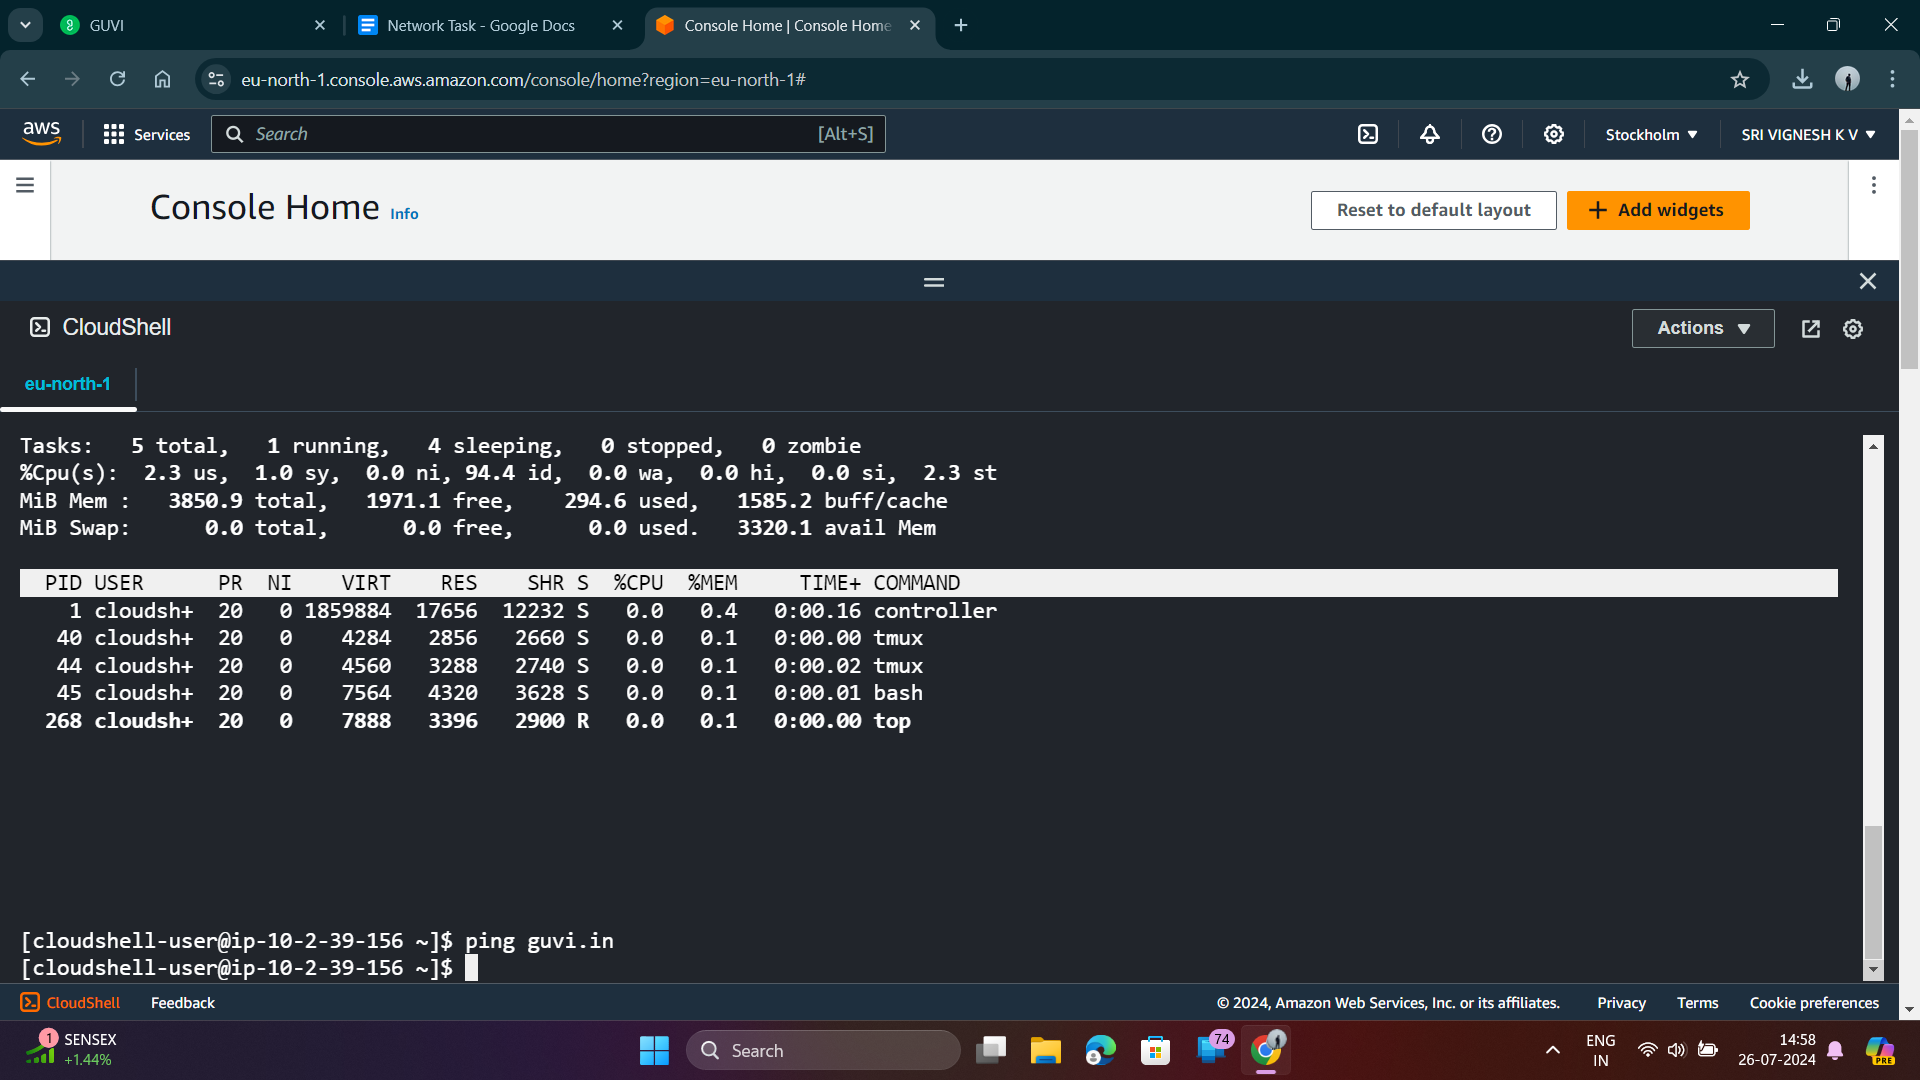 GUVI
Network Task - Google Docs
Console Home | Console Home
eu-north-1.console.aws.amazon.com/console/home?region=eu-north-1#
aws
Services
Search
[Alt+S]
Stockholm
SRI VIGNESH K V
Console Home Info
Reset to default layout
+ Add widgets
CloudShell
Actions
eu-north-1
Tasks:   5 total,   1 running,   4 sleeping,   0 stopped,   0 zombie
%Cpu(s):  2.3 us,  1.0 sy,  0.0 ni, 94.4 id,  0.0 wa,  0.0 hi,  0.0 si,  2.3 st
MiB Mem :   3850.9 total,   1971.1 free,    294.6 used,   1585.2 buff/cache
MiB Swap:      0.0 total,      0.0 free,      0.0 used.   3320.1 avail Mem
PID USER      PR  NI    VIRT    RES    SHR S  %CPU  %MEM     TIME+ COMMAND
1 cloudsh+  20   0 1859884  17656  12232 S   0.0   0.4   0:00.16 controller
40 cloudsh+  20   0    4284   2856   2660 S   0.0   0.1   0:00.00 tmux
44 cloudsh+  20   0    4560   3288   2740 S   0.0   0.1   0:00.02 tmux
45 cloudsh+  20   0    7564   4320   3628 S   0.0   0.1   0:00.01 bash
268 cloudsh+  20   0    7888   3396   2900 R   0.0   0.1   0:00.00 top
[cloudshell-user@ip-10-2-39-156 ~]$ ping guvi.in
[cloudshell-user@ip-10-2-39-156 ~]$
CloudShell
Feedback
© 2024, Amazon Web Services, Inc. or its affiliates.
Privacy
Terms
Cookie preferences
1
SENSEX
+1.44%
Search
74
ENG
IN
14:58
26-07-2024
PRE